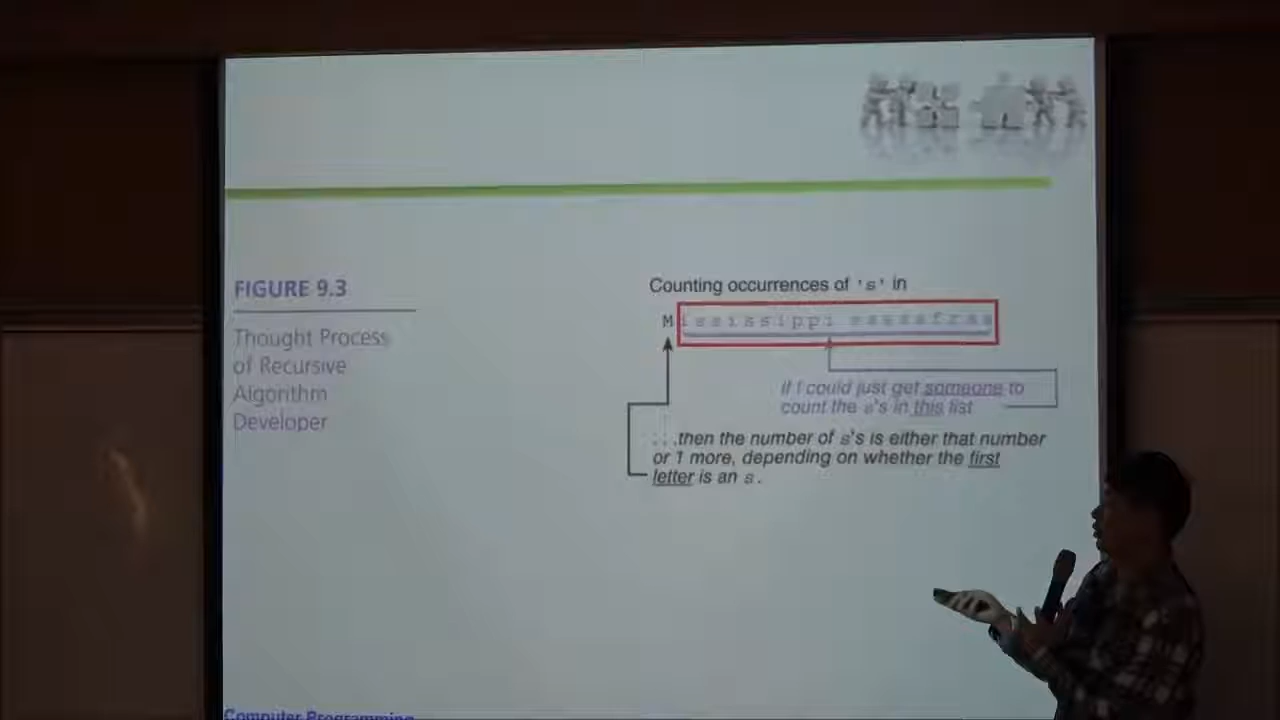 FIGURE 9.3
Thought Process
of Recursive
Algorithm
Developer
Counting occurrences of 's' in
Mississippi sassafras
If I could just get someone to
count the s's in this list
...then the number of s's is either that number
or 1 more, depending on whether the first
letter is an s.
Computer Programming